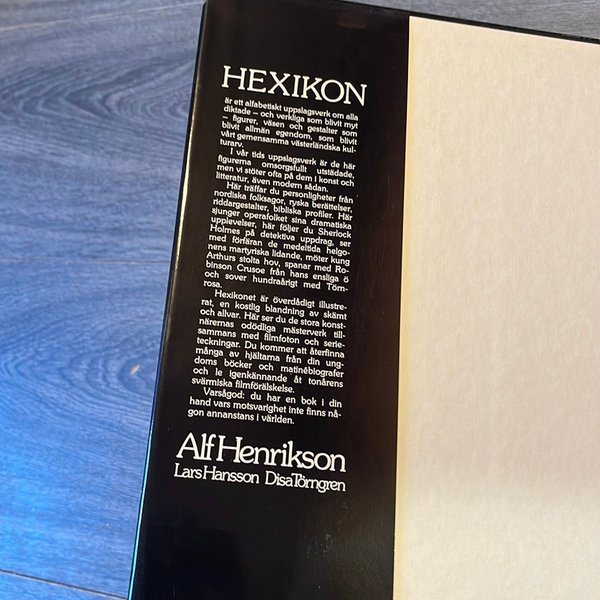 HEXIKON
är ett alfabetiskt uppslagsverk om alla
diktade – och verkliga som blivit myt
– figurer, väsen och gestalter som
blivit allmän egendom, som blivit
vårt gemensamma västerländska kul-
turarv.
I vår tids uppslagsverk är de här
figurerna omsorgsfullt utstädade,
men vi stöter ofta på dem i konst och
litteratur, även modern sådan.
Här träffar du personligheter från
nordiska folksagor, ryska berättelser,
riddargestalter, bibliska profiler. Här
sjunger operafolket sina dramatiska
upplevelser, här följer du Sherlock
Holmes på detektiva uppdrag, ser
med förfäran de medeltida helgo-
nens martyriska lidande, möter kung
Arthurs stolta hov, spanar med Ro-
binson Crusoe från hans ensliga ö
och sover hundraårigt med Törn-
rosa.
Hexikonet är överdådigt illustre-
rat, en kostlig blandning av skämt
och allvar. Här ser du de stora konst-
närernas odödliga mästerverk till-
sammans med filmfoton och serie-
teckningar. Du kommer att återfinna
många av hjältarna från din ung-
doms böcker och matinébiografer
och le igenkännande åt tonårens
svärmiska filmförälskelse.
Varsågod: du har en bok i din
hand vars motsvarighet inte finns nå-
gon annanstans i världen.
Alf Henrikson
Lars Hansson Disa Törngren